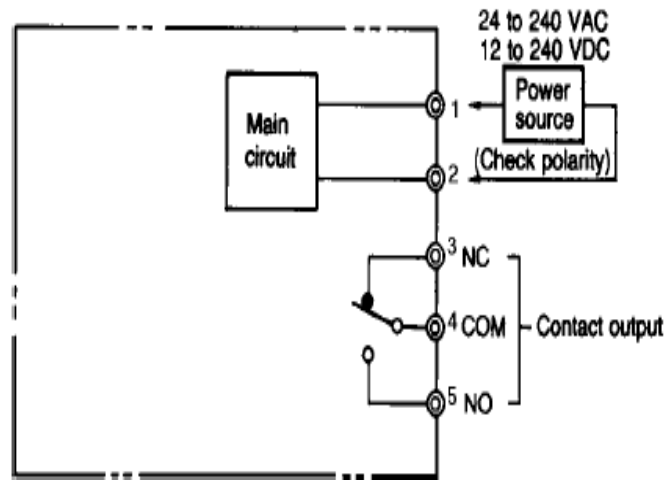 24 to 240 VAC
12 to 240 VDC
Power
source
(Check polarity)
Main
circuit
1
2
3 NC
4 COM
Contact output
5 NO